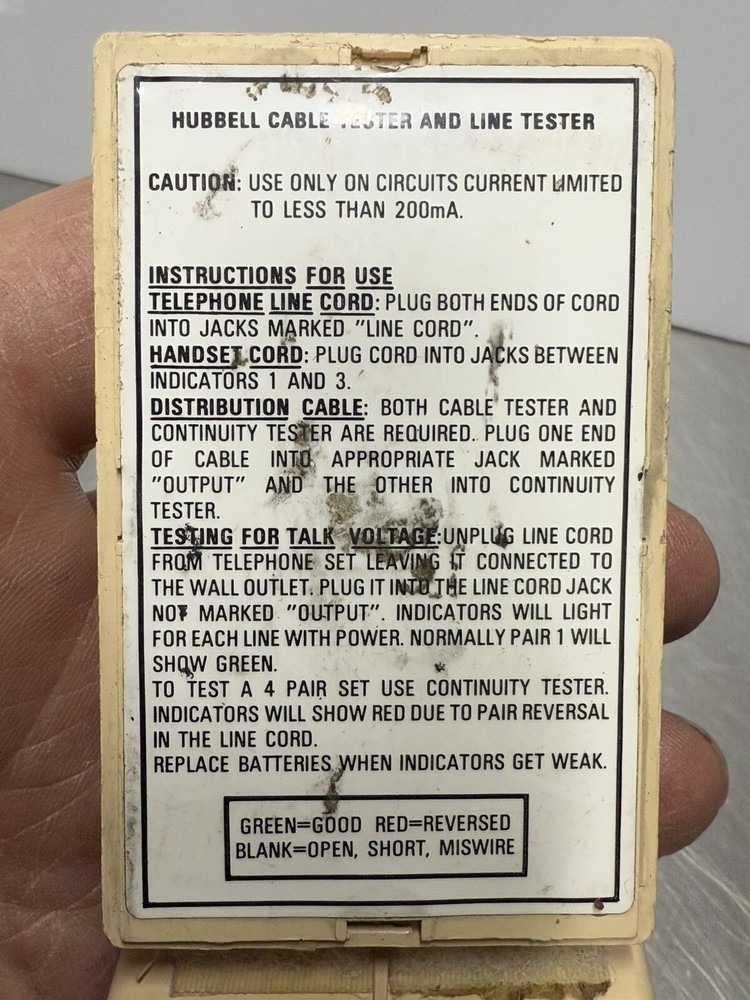 HUBBELL CABLE TESTER AND LINE TESTER
CAUTION: USE ONLY ON CIRCUITS CURRENT LIMITED
TO LESS THAN 200mA.
INSTRUCTIONS FOR USE
TELEPHONE LINE CORD: PLUG BOTH ENDS OF CORD
INTO JACKS MARKED "LINE CORD".
HANDSET CORD: PLUG CORD INTO JACKS BETWEEN
INDICATORS 1 AND 3.
DISTRIBUTION CABLE: BOTH CABLE TESTER AND
CONTINUITY TESTER ARE REQUIRED. PLUG ONE END
OF CABLE INTO APPROPRIATE JACK MARKED
"OUTPUT" AND THE OTHER INTO CONTINUITY
TESTER.
TESTING FOR TALK VOLTAGE:UNPLUG LINE CORD
FROM TELEPHONE SET LEAVING IT CONNECTED TO
THE WALL OUTLET. PLUG IT INTO THE LINE CORD JACK
NOT MARKED "OUTPUT". INDICATORS WILL LIGHT
FOR EACH LINE WITH POWER. NORMALLY PAIR 1 WILL
SHOW GREEN.
TO TEST A 4 PAIR SET USE CONTINUITY TESTER.
INDICATORS WILL SHOW RED DUE TO PAIR REVERSAL
IN THE LINE CORD.
REPLACE BATTERIES WHEN INDICATORS GET WEAK.
GREEN=GOOD RED=REVERSED
BLANK=OPEN, SHORT, MISWIRE